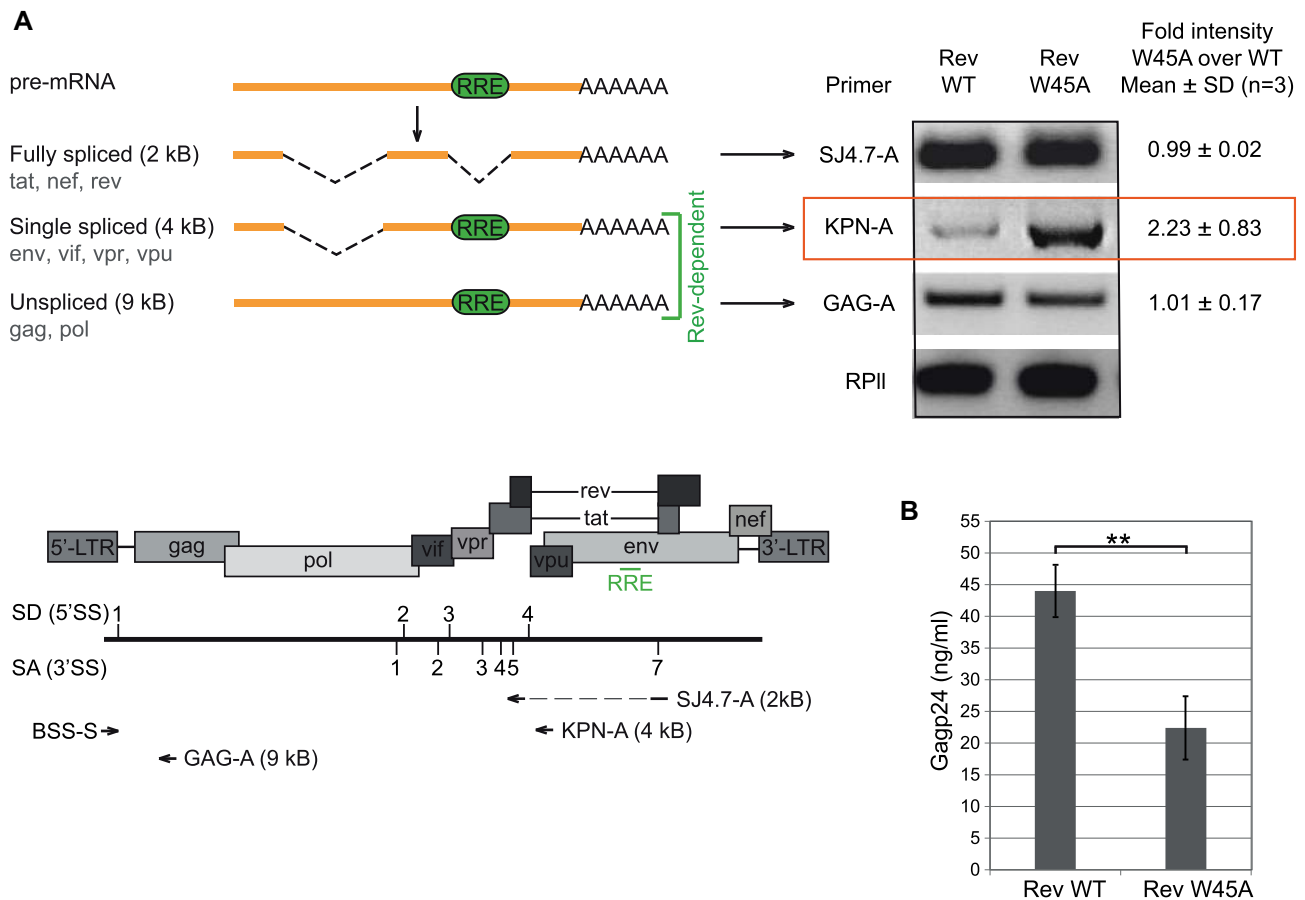 A
pre-mRNA
RRE
AAAAAA
Fully spliced (2 kB)
tat, nef, rev
AAAAAA
Single spliced (4 kB)
env, vif, vpr, vpu
RRE
AAAAAA
Unspliced (9 kB)
gag, pol
RRE
AAAAAA
Rev-dependent
Primer
Rev
WT
Rev
W45A
Fold intensity
W45A over WT
Mean ± SD (n=3)
SJ4.7-A
0.99 ± 0.02
KPN-A
2.23 ± 0.83
GAG-A
1.01 ± 0.17
RPII
rev
tat
nef
5'-LTR
gag
pol
vif
vpr
vpu
env
3'-LTR
RRE
SD (5'SS)
1
2
3
4
SA (3'SS)
1
2
3
4
5
7
SJ4.7-A (2kB)
BSS-S
KPN-A (4 kB)
GAG-A (9 kB)
B
Gagp24 (ng/ml)
55
50
45
40
35
30
25
20
15
10
5
0
**
Rev WT
Rev W45A